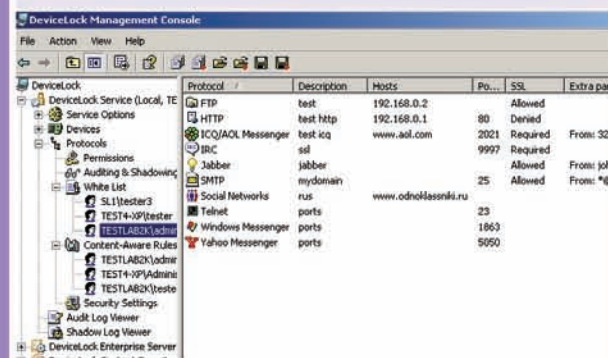 DeviceLock Management Console
File Action View Help
DeviceLock
DeviceLock Service (Local, TE
Service Options
Devices
Protocols
Permissions
Auditing & Shadowing
White List
SL1\tester3
TEST4-XP\tester
TESTLAB2K\admir
Content-Aware Rules
TESTLAB2K\admir
TEST4-XP\Adminis
TESTLAB2K\teste
Security Settings
Audit Log Viewer
Shadow Log Viewer
DeviceLock Enterprise Server
Protocol Description Hosts Po... SSL Extra par
FTP test 192.168.0.2 Allowed
HTTP test http 192.168.0.1 80 Denied
ICQ/AOL Messenger test icq www.aol.com 2021 Required From: 32
IRC ssl 9997 Required
Jabber jabber Allowed From: jol
SMTP mydomain 25 Allowed From: *@
Social Networks rus www.odnoklassniki.ru
Telnet ports 23
Windows Messenger ports 1863
Yahoo Messenger ports 5050